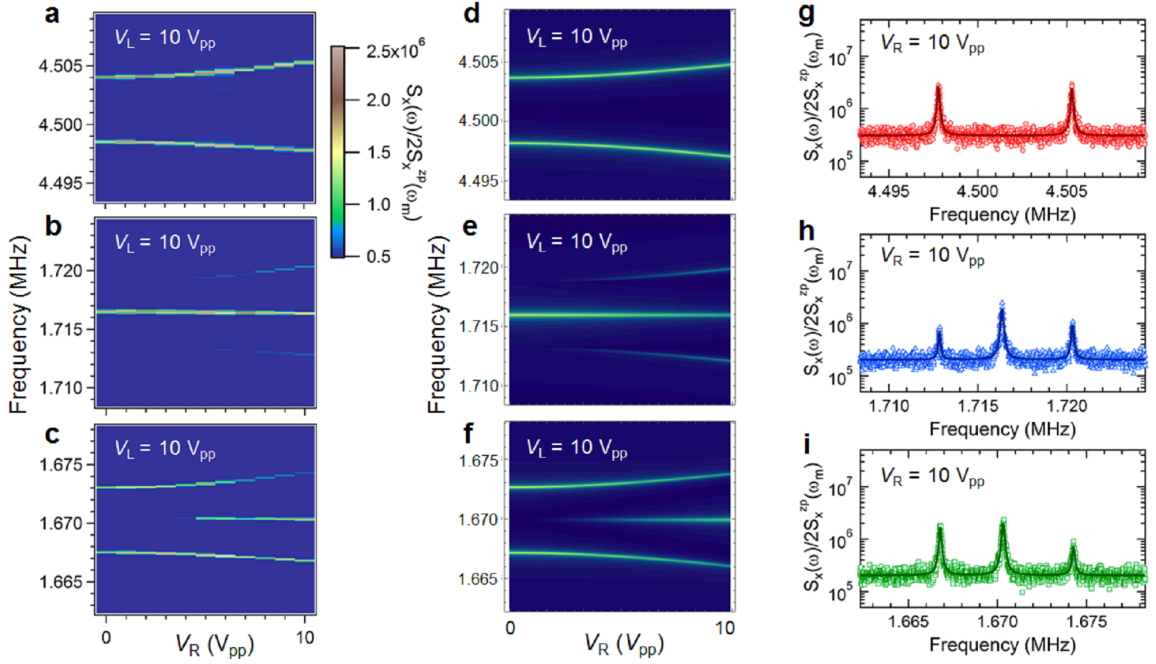 a
V_L = 10 V_pp
4.504
4.500
4.495
2.5x10^6
2.0
1.5
1.0
0.5
S_x(ω)/2S_x^zp(ω_m)
b
V_L = 10 V_pp
1.720
1.715
1.710
Frequency (MHz)
c
V_L = 10 V_pp
1.675
1.670
1.665
0
10
V_R (V_pp)
d
V_L = 10 V_pp
4.505
4.500
4.495
e
V_L = 10 V_pp
1.720
1.715
1.710
Frequency (MHz)
f
V_L = 10 V_pp
1.675
1.670
1.665
0
10
V_R (V_pp)
g
V_R = 10 V_pp
S_x(ω)/2S_x^zp(ω_m)
10^7
10^6
10^5
4.495
4.500
4.505
Frequency (MHz)
h
V_R = 10 V_pp
S_x(ω)/2S_x^zp(ω_m)
10^7
10^6
10^5
1.710
1.715
1.720
Frequency (MHz)
i
V_R = 10 V_pp
S_x(ω)/2S_x^zp(ω_m)
10^7
10^6
10^5
1.665
1.670
1.675
Frequency (MHz)